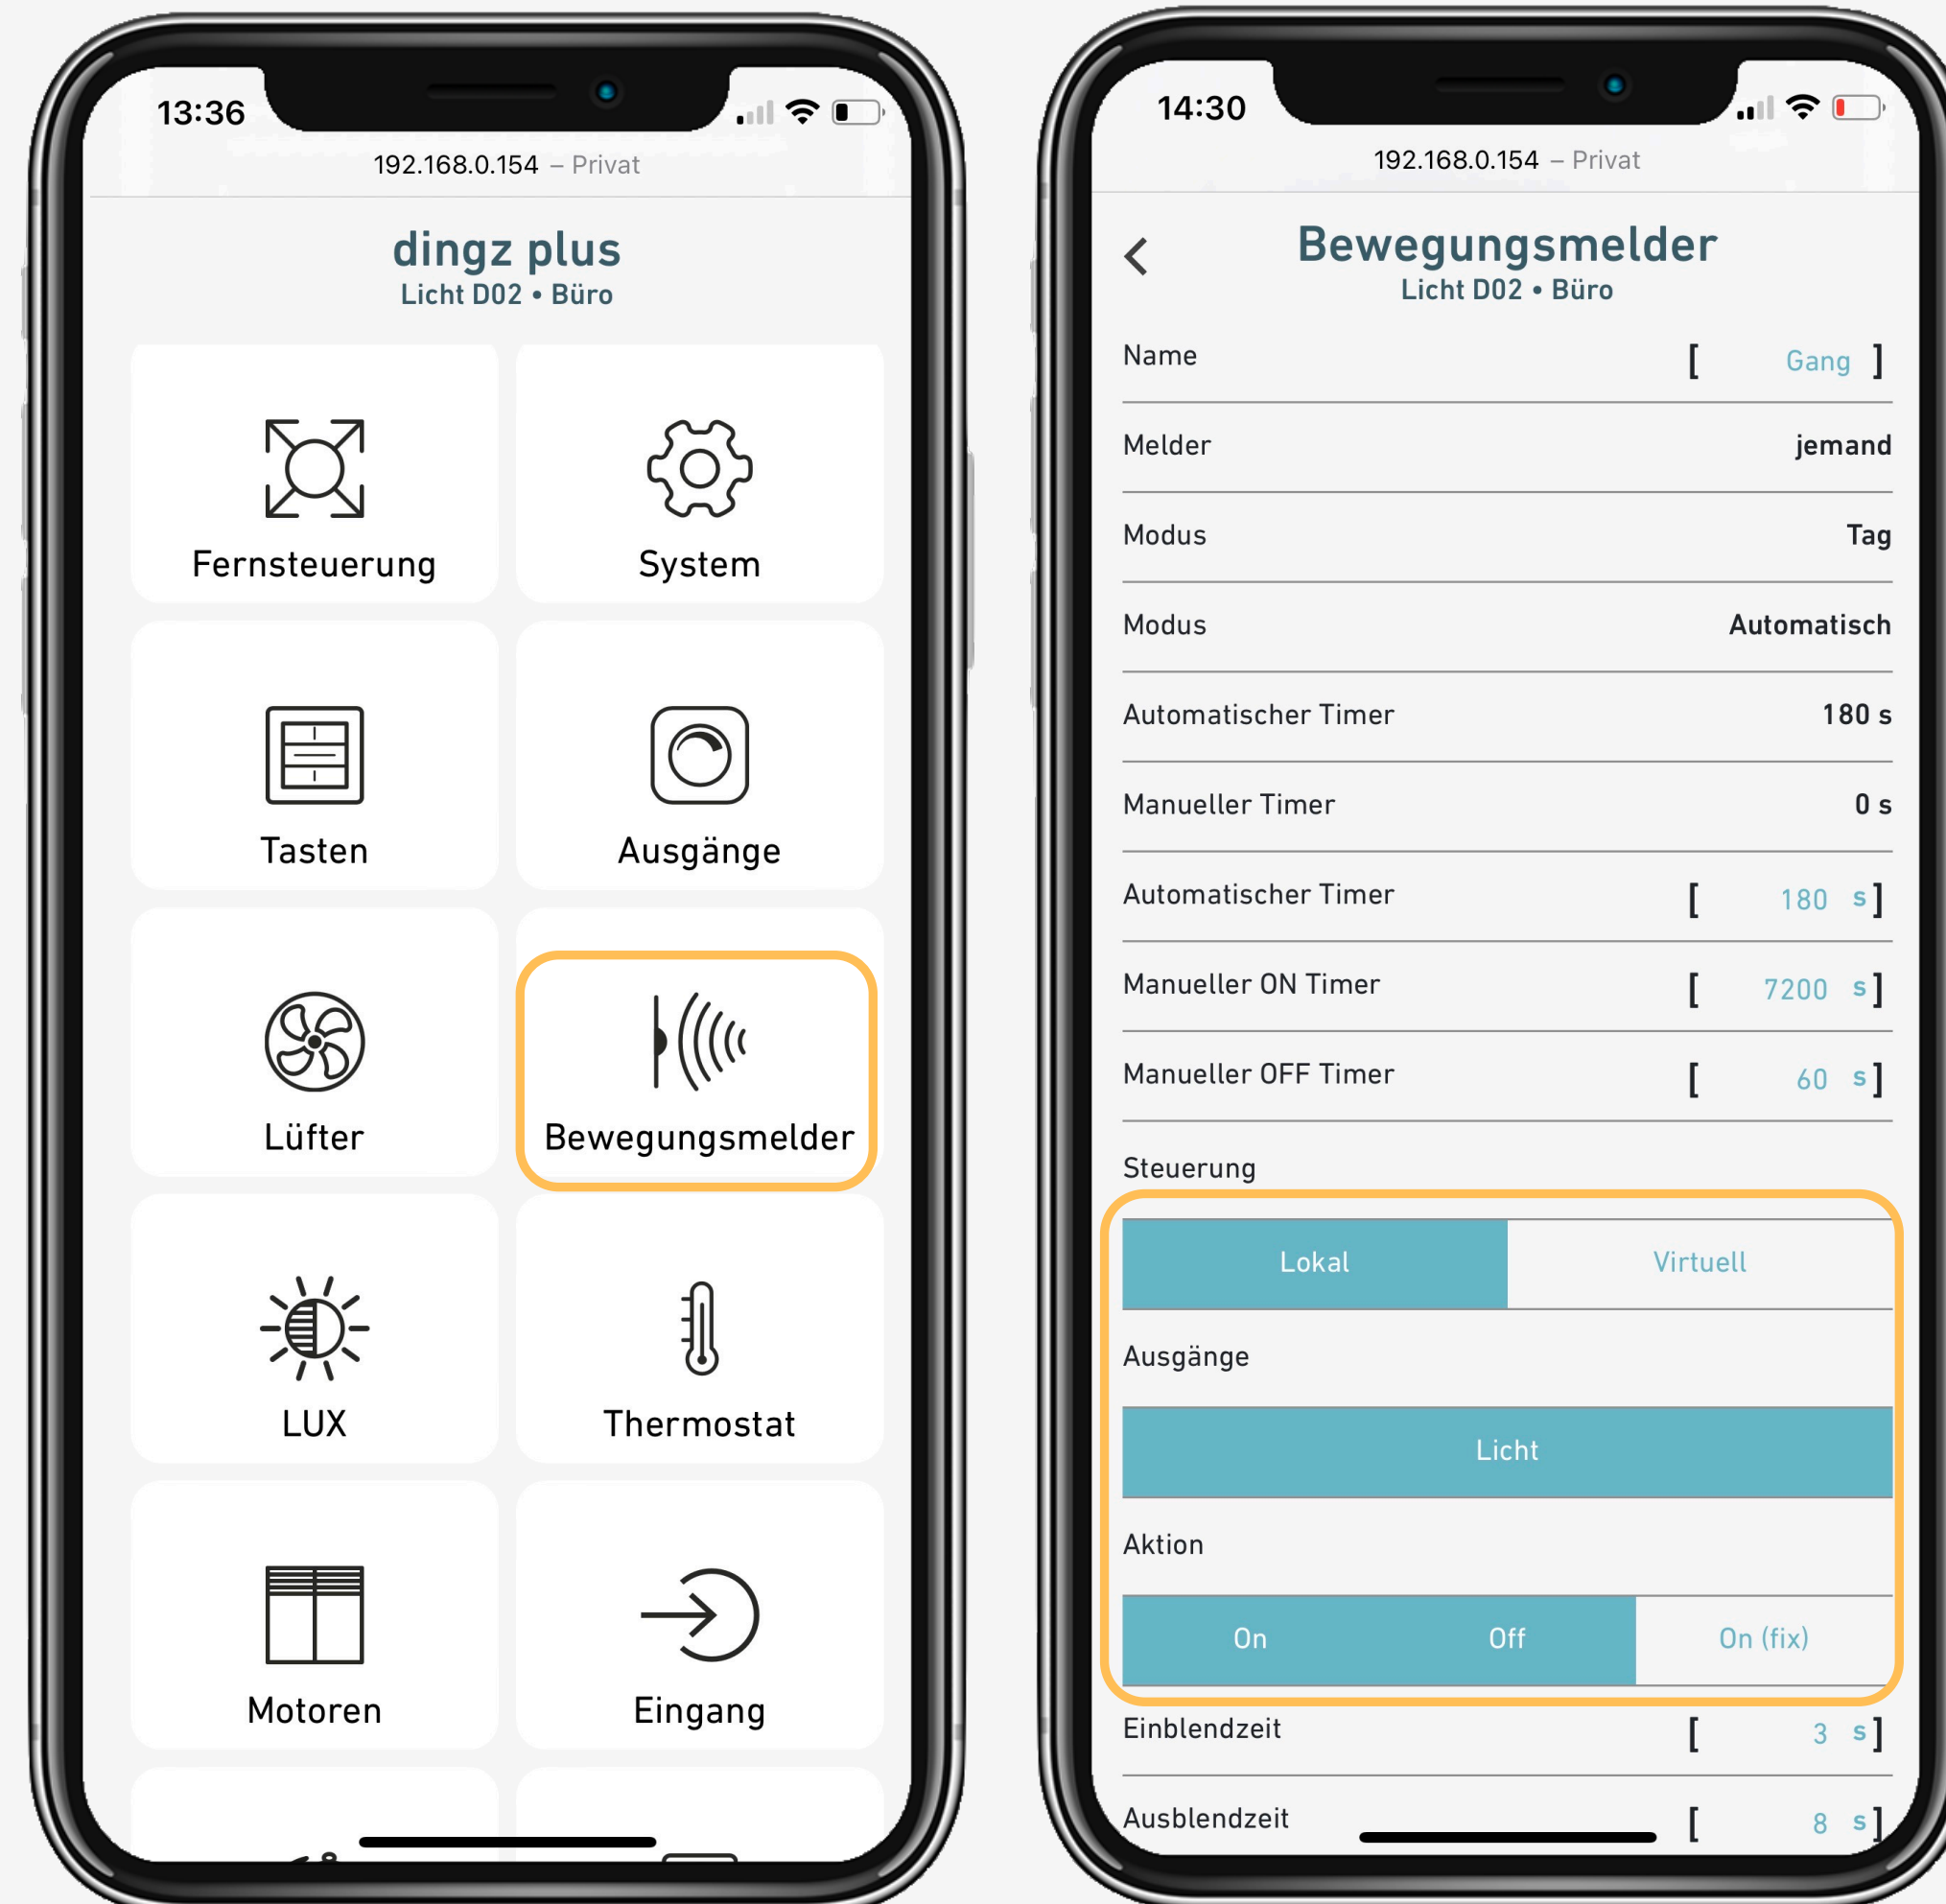 13:36
192.168.0.154 – Privat
dingz plus
Licht D02 • Büro
Fernsteuerung
System
Tasten
Ausgänge
Lüfter
Bewegungsmelder
LUX
Thermostat
Motoren
Eingang
14:30
192.168.0.154 – Privat
Bewegungsmelder
Licht D02 • Büro
Name [ Gang ]
Melder jemand
Modus Tag
Modus Automatisch
Automatischer Timer 180 s
Manueller Timer 0 s
Automatischer Timer [ 180 s]
Manueller ON Timer [ 7200 s]
Manueller OFF Timer [ 60 s]
Steuerung
Lokal Virtuell
Ausgänge
Licht
Aktion
On Off On (fix)
Einblendzeit [ 3 s]
Ausblendzeit [ 8 s]